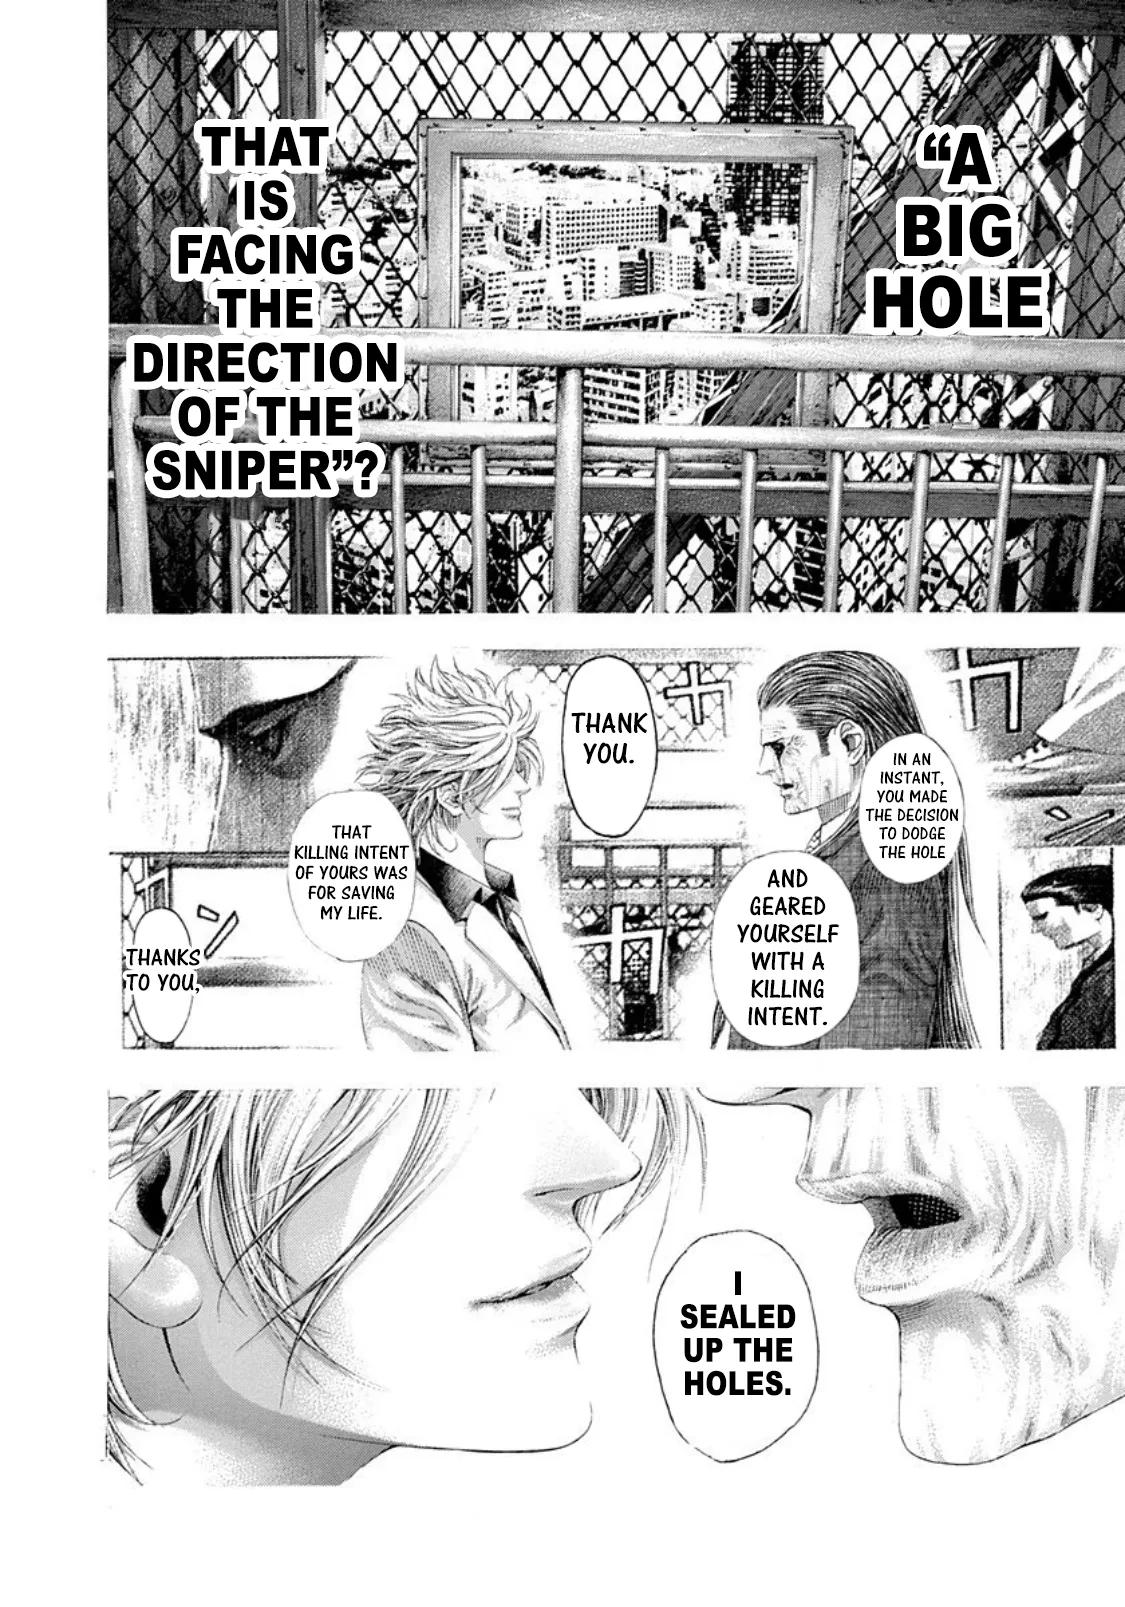 “A
BIG
HOLE
THAT
IS
FACING
THE
DIRECTION
OF THE
SNIPER”?
IN AN
INSTANT,
YOU MADE
THE DECISION
TO DODGE
THE HOLE
AND
GEARED
YOURSELF
WITH A
KILLING
INTENT.
THANK
YOU.
THAT
KILLING INTENT
OF YOURS WAS
FOR SAVING
MY LIFE.
THANKS
TO YOU,
I
SEALED
UP THE
HOLES.